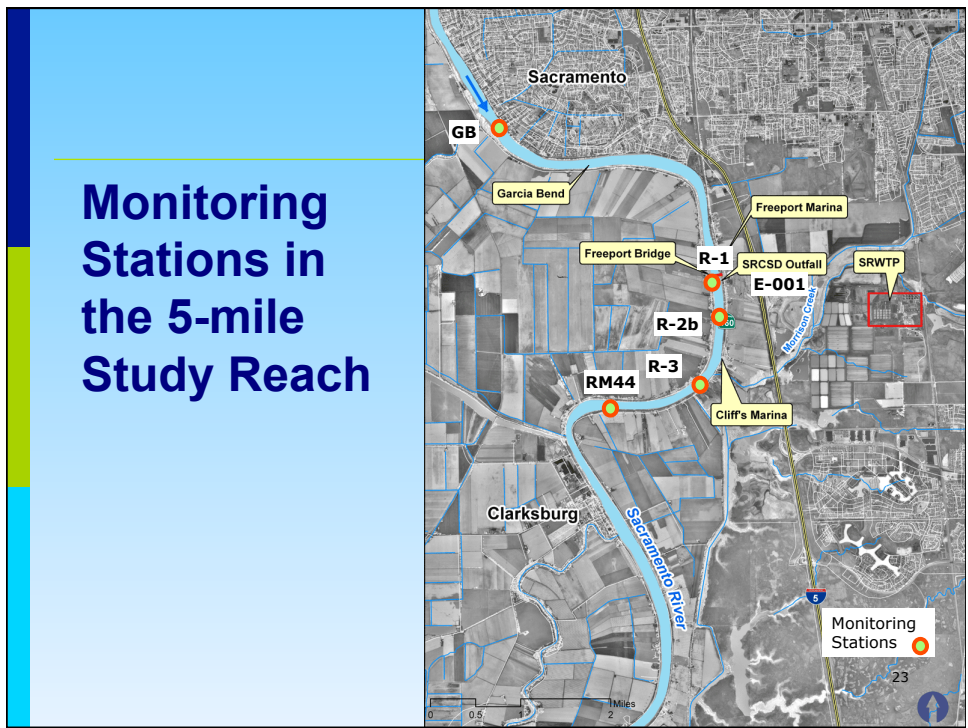 Monitoring
Stations in
the 5-mile
Study Reach
Sacramento
GB
Garcia Bend
Freeport Marina
Freeport Bridge
R-1
SRCSD Outfall
SRWTP
E-001
R-2b
Morrison Creek
R-3
RM44
Cliff's Marina
Clarksburg
Sacramento River
5
Monitoring
Stations
23
Miles
0 0.5 1 2